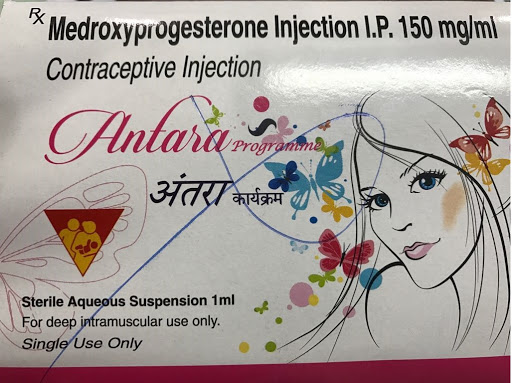 Rx Medroxyprogesterone Injection I.P. 150 mg/ml
Contraceptive Injection
Antara Programme
अंतरा कार्यक्रम
Sterile Aqueous Suspension 1ml
For deep intramuscular use only.
Single Use Only